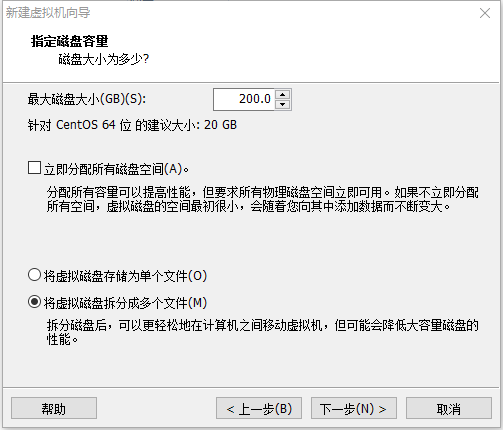 新建虚拟机向导
指定磁盘容量
磁盘大小为多少?
最大磁盘大小(GB)(S): 200.0
针对 CentOS 64 位 的建议大小: 20 GB
立即分配所有磁盘空间(A)。
分配所有容量可以提高性能，但要求所有物理磁盘空间立即可用。如果不立即分配
所有空间，虚拟磁盘的空间最初很小，会随着您向其中添加数据而不断变大。
将虚拟磁盘存储为单个文件(O)
将虚拟磁盘拆分成多个文件(M)
拆分磁盘后，可以更轻松地在计算机之间移动虚拟机，但可能会降低大容量磁盘的
性能。
帮助 < 上一步(B) 下一步(N) > 取消